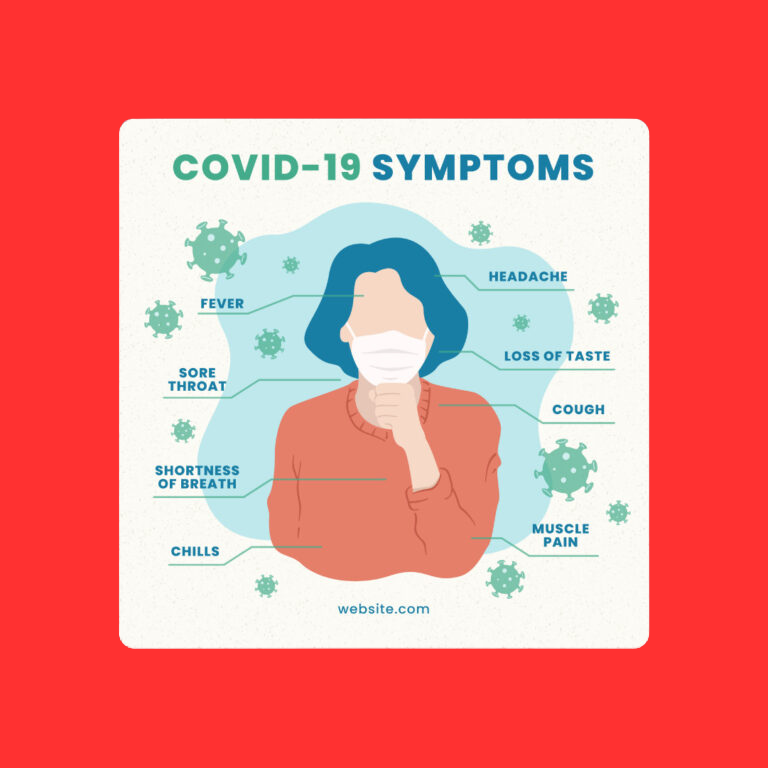 COVID-19 SYMPTOMS
FEVER
SORE
THROAT
SHORTNESS
OF BREATH
CHILLS
HEADACHE
LOSS OF TASTE
COUGH
MUSCLE
PAIN
website.com